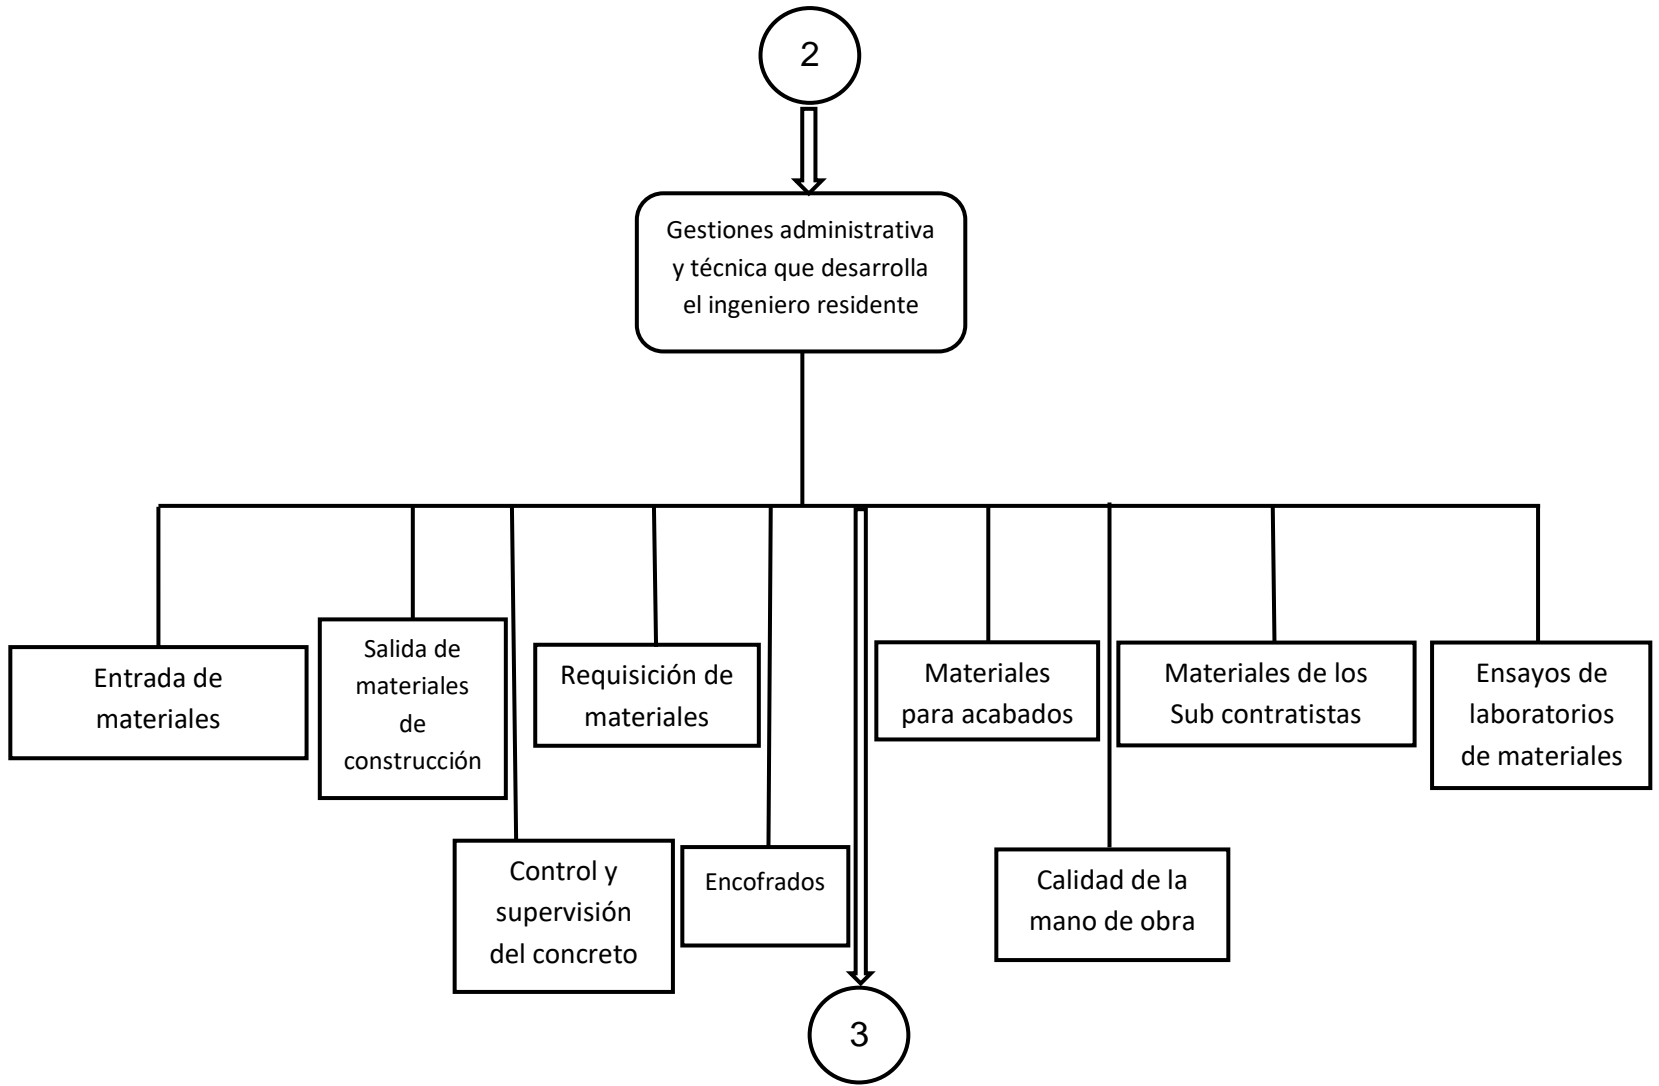 2
Gestiones administrativa
y técnica que desarrolla
el ingeniero residente
Entrada de
materiales
Salida de
materiales
de
construcción
Requisición de
materiales
Materiales
para acabados
Materiales de los
Sub contratistas
Ensayos de
laboratorios
de materiales
Control y
supervisión
del concreto
Encofrados
Calidad de la
mano de obra
3